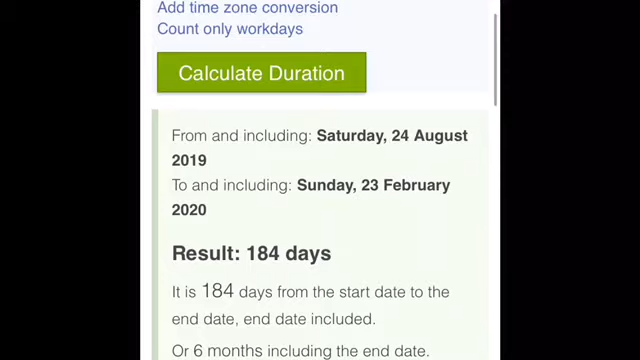 Add time zone conversion
Count only workdays
Calculate Duration
From and including: Saturday, 24 August
2019
To and including: Sunday, 23 February
2020
Result: 184 days
It is 184 days from the start date to the
end date, end date included.
Or 6 months including the end date.